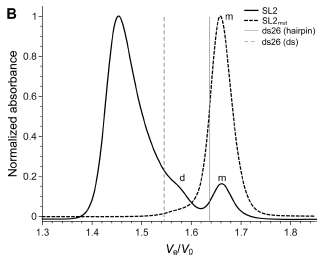 B
SL2
SL2mut
ds26 (hairpin)
ds26 (ds)
m
d
m
Normalized absorbance
1
0.8
0.6
0.4
0.2
0
1.3 1.4 1.5 1.6 1.7 1.8
Ve/V0